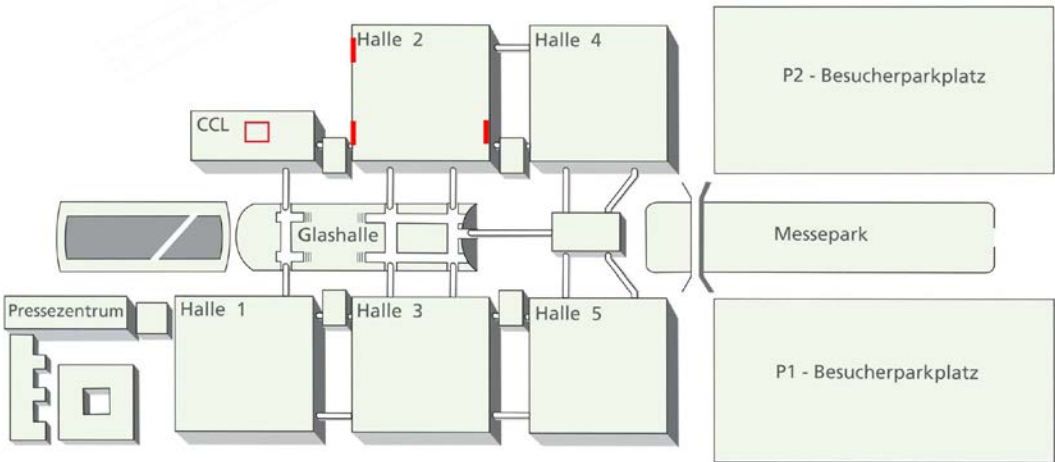 Halle 2
Halle 4
P2 - Besucherparkplatz
CCL
Glashalle
Messepark
Pressezentrum
Halle 1
Halle 3
Halle 5
P1 - Besucherparkplatz